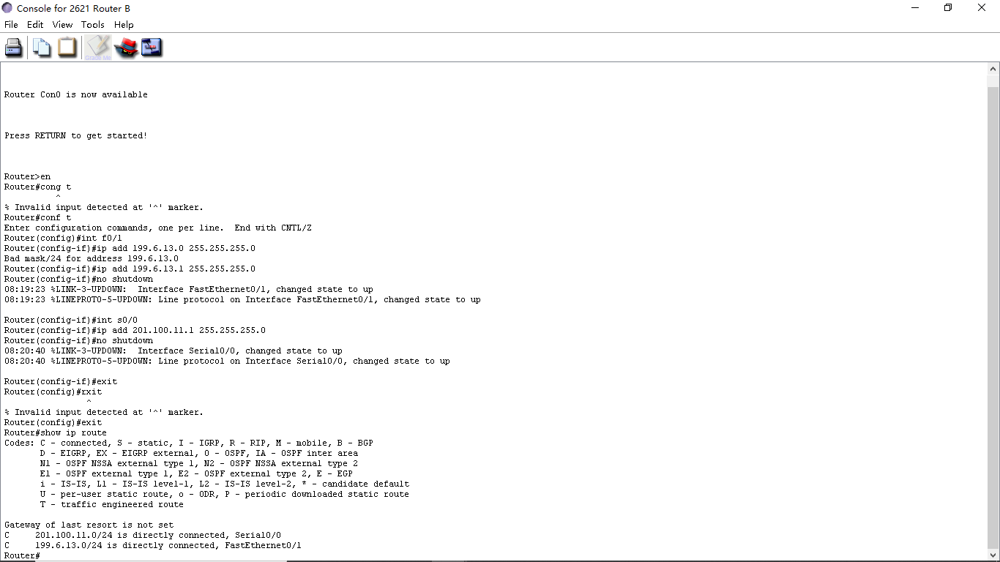 Console for 2621 Router B
File Edit View Tools Help
Grade Me
Router Con0 is now available
Press RETURN to get started!
Router>en
Router#cong t
^
% Invalid input detected at '^' marker.
Router#conf t
Enter configuration commands, one per line.  End with CNTL/Z
Router(config)#int f0/1
Router(config-if)#ip add 199.6.13.0 255.255.255.0
Bad mask/24 for address 199.6.13.0
Router(config-if)#ip add 199.6.13.1 255.255.255.0
Router(config-if)#no shutdown
08:19:23 %LINK-3-UPDOWN:  Interface FastEthernet0/1, changed state to up
08:19:23 %LINEPROTO-5-UPDOWN: Line protocol on Interface FastEthernet0/1, changed state to up
Router(config-if)#int s0/0
Router(config-if)#ip add 201.100.11.1 255.255.255.0
Router(config-if)#no shutdown
08:20:40 %LINK-3-UPDOWN:  Interface Serial0/0, changed state to up
08:20:40 %LINEPROTO-5-UPDOWN: Line protocol on Interface Serial0/0, changed state to up
Router(config-if)#exit
Router(config)#rxit
^
% Invalid input detected at '^' marker.
Router(config)#exit
Router#show ip route
Codes: C - connected, S - static, I - IGRP, R - RIP, M - mobile, B - BGP
D - EIGRP, EX - EIGRP external, O - OSPF, IA - OSPF inter area
N1 - OSPF NSSA external type 1, N2 - OSPF NSSA external type 2
E1 - OSPF external type 1, E2 - OSPF external type 2, E - EGP
i - IS-IS, L1 - IS-IS level-1, L2 - IS-IS level-2, * - candidate default
U - per-user static route, o - ODR, P - periodic downloaded static route
T - traffic engineered route
Gateway of last resort is not set
C     201.100.11.0/24 is directly connected, Serial0/0
C     199.6.13.0/24 is directly connected, FastEthernet0/1
Router#